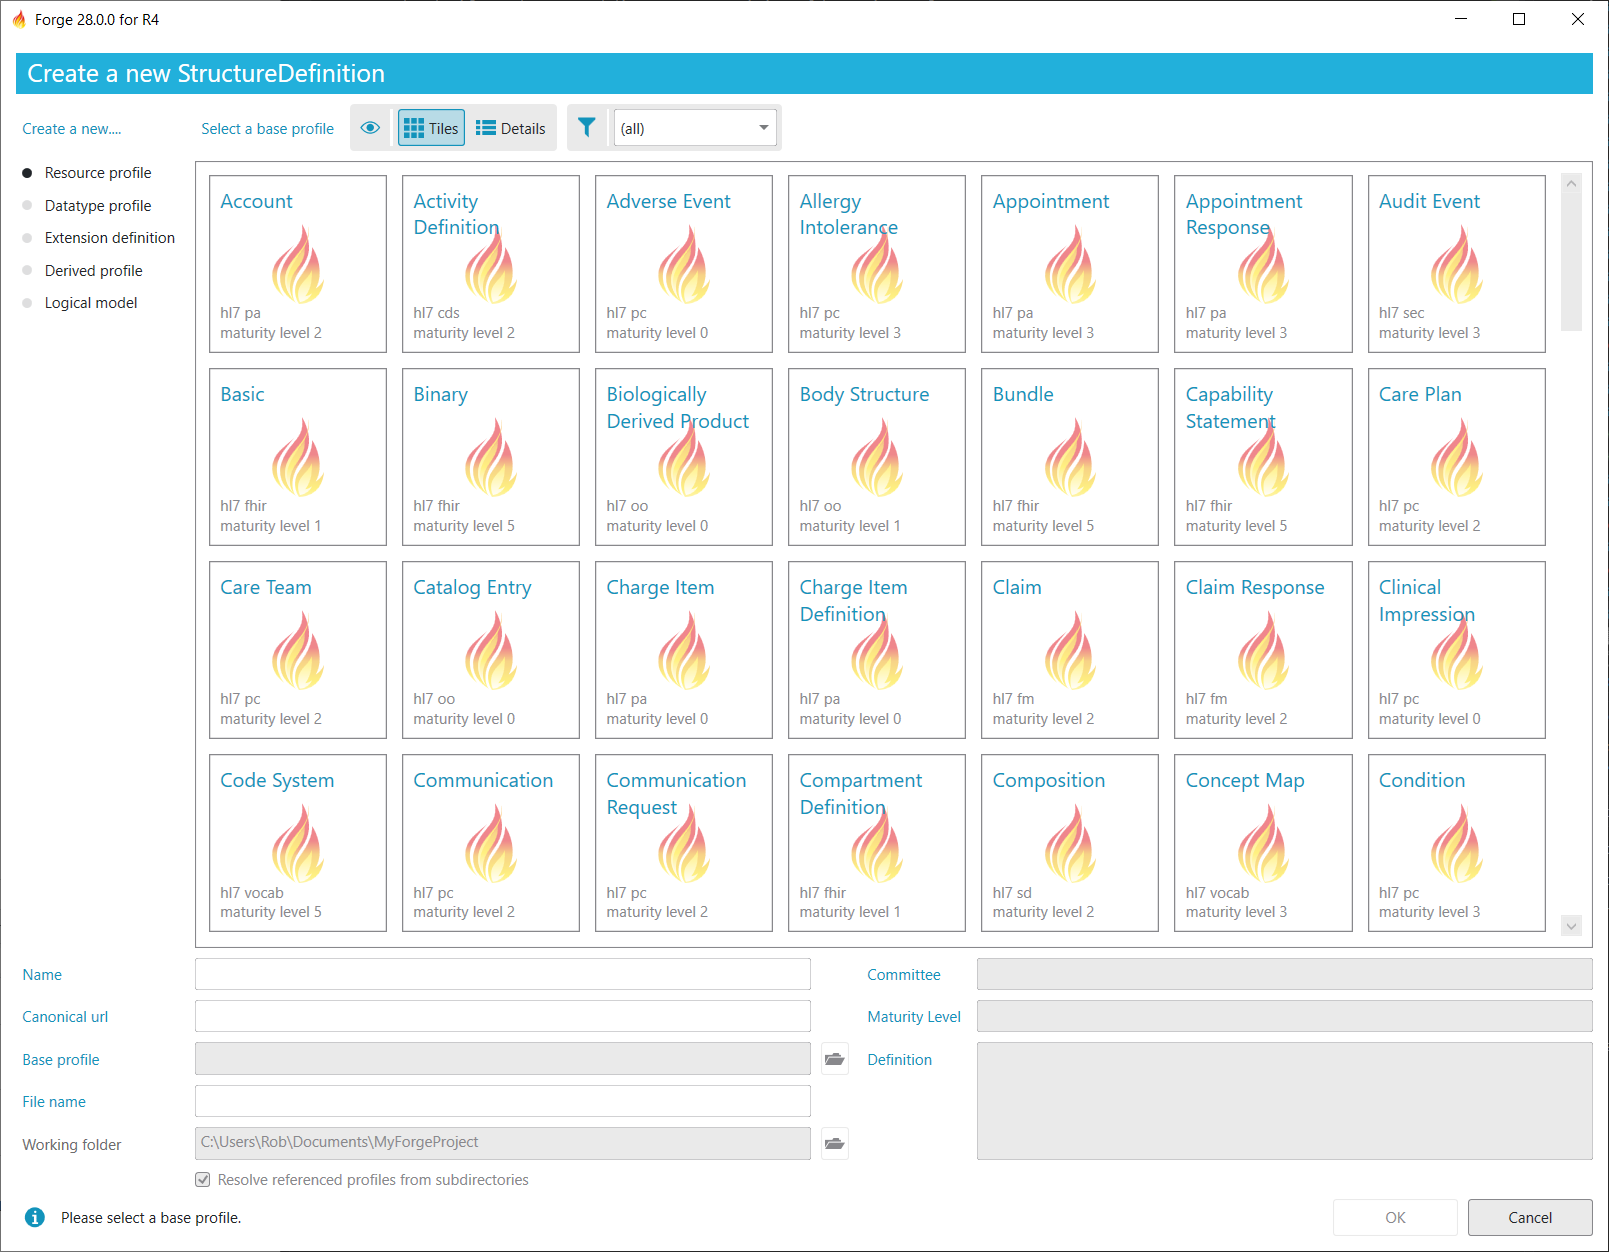 Forge 28.0.0 for R4
Create a new StructureDefinition
Create a new....
Select a base profile
Tiles
Details
(all)
Resource profile
Datatype profile
Extension definition
Derived profile
Logical model
Account
hl7 pa
maturity level 2
Activity
Definition
hl7 cds
maturity level 2
Adverse Event
hl7 pc
maturity level 0
Allergy
Intolerance
hl7 pc
maturity level 3
Appointment
hl7 pa
maturity level 3
Appointment
Response
hl7 pa
maturity level 3
Audit Event
hl7 sec
maturity level 3
Basic
hl7 fhir
maturity level 1
Binary
hl7 fhir
maturity level 5
Biologically
Derived Product
hl7 oo
maturity level 0
Body Structure
hl7 oo
maturity level 1
Bundle
hl7 fhir
maturity level 5
Capability
Statement
hl7 fhir
maturity level 5
Care Plan
hl7 pc
maturity level 2
Care Team
hl7 pc
maturity level 2
Catalog Entry
hl7 oo
maturity level 0
Charge Item
hl7 pa
maturity level 0
Charge Item
Definition
hl7 pa
maturity level 0
Claim
hl7 fm
maturity level 2
Claim Response
hl7 fm
maturity level 2
Clinical
Impression
hl7 pc
maturity level 0
Code System
hl7 vocab
maturity level 5
Communication
hl7 pc
maturity level 2
Communication
Request
hl7 pc
maturity level 2
Compartment
Definition
hl7 fhir
maturity level 1
Composition
hl7 sd
maturity level 2
Concept Map
hl7 vocab
maturity level 3
Condition
hl7 pc
maturity level 3
Name
Canonical url
Base profile
File name
Working folder
C:\Users\Rob\Documents\MyForgeProject
Resolve referenced profiles from subdirectories
Committee
Maturity Level
Definition
Please select a base profile.
OK
Cancel